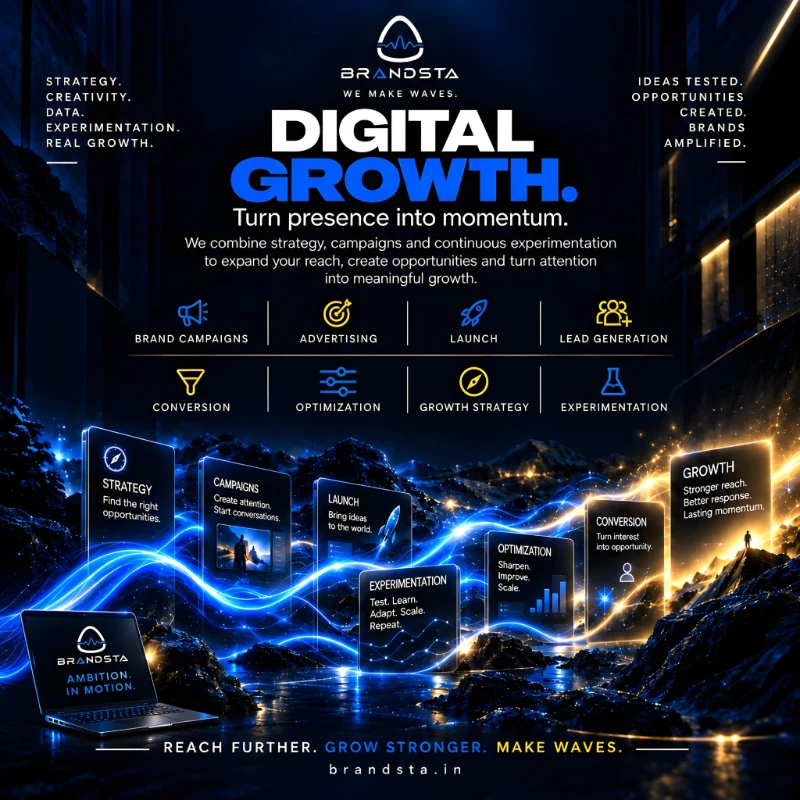 BRANDSTA
WE MAKE WAVES.
STRATEGY.
CREATIVITY.
DATA.
EXPERIMENTATION.
REAL GROWTH.
IDEAS TESTED.
OPPORTUNITIES
CREATED.
BRANDS
AMPLIFIED.
DIGITAL
GROWTH.
Turn presence into momentum.
We combine strategy, campaigns and continuous experimentation
to expand your reach, create opportunities and turn attention
into meaningful growth.
BRAND CAMPAIGNS
ADVERTISING
LAUNCH
LEAD GENERATION
CONVERSION
OPTIMIZATION
GROWTH STRATEGY
EXPERIMENTATION
STRATEGY
Find the right
opportunities.
CAMPAIGNS
Create attention.
Start conversations.
LAUNCH
Bring ideas
to the world.
EXPERIMENTATION
Test. Learn.
Adapt. Scale.
Repeat.
OPTIMIZATION
Sharpen.
Improve.
Scale.
CONVERSION
Turn interest
into opportunity.
GROWTH
Stronger reach.
Better response.
Lasting momentum.
BRANDSTA
AMBITION.
IN MOTION.
REACH FURTHER. GROW STRONGER. MAKE WAVES.
brandsta.in